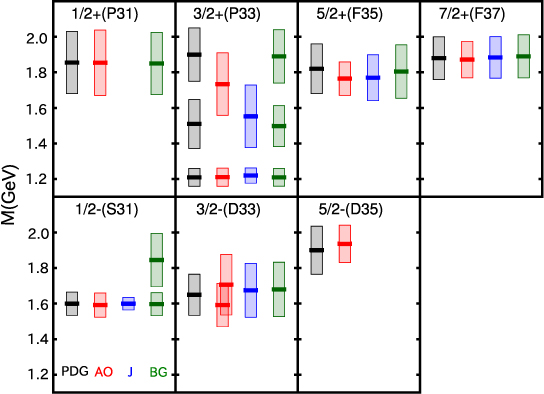 1/2+(P31) 3/2+(P33) 5/2+(F35) 7/2+(F37)
2.0
1.8
1.6
1.4
1.2
M(GeV)
1/2-(S31) 3/2-(D33) 5/2-(D35)
2.0
1.8
1.6
1.4
1.2
PDG AO J BG